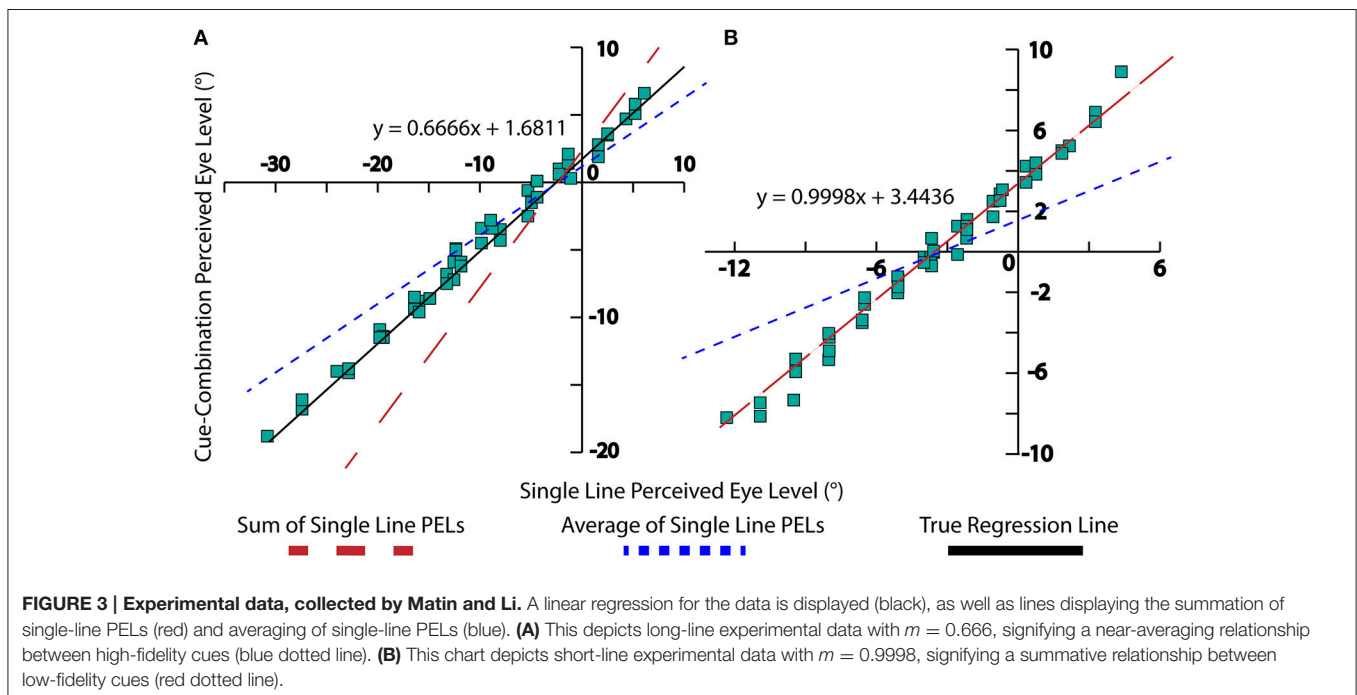 A
B
Cue-Combination Perceived Eye Level (°)
10
y = 0.6666x + 1.6811
-30
-20
-10
0
10
-10
-20
10
6
y = 0.9998x + 3.4436
2
-12
-6
0
6
-2
-6
-10
Single Line Perceived Eye Level (°)
Sum of Single Line PELs
Average of Single Line PELs
True Regression Line
FIGURE 3 | Experimental data, collected by Matin and Li. A linear regression for the data is displayed (black), as well as lines displaying the summation of
single-line PELs (red) and averaging of single-line PELs (blue). (A) This depicts long-line experimental data with m = 0.666, signifying a near-averaging relationship
between high-fidelity cues (blue dotted line). (B) This chart depicts short-line experimental data with m = 0.9998, signifying a summative relationship between
low-fidelity cues (red dotted line).